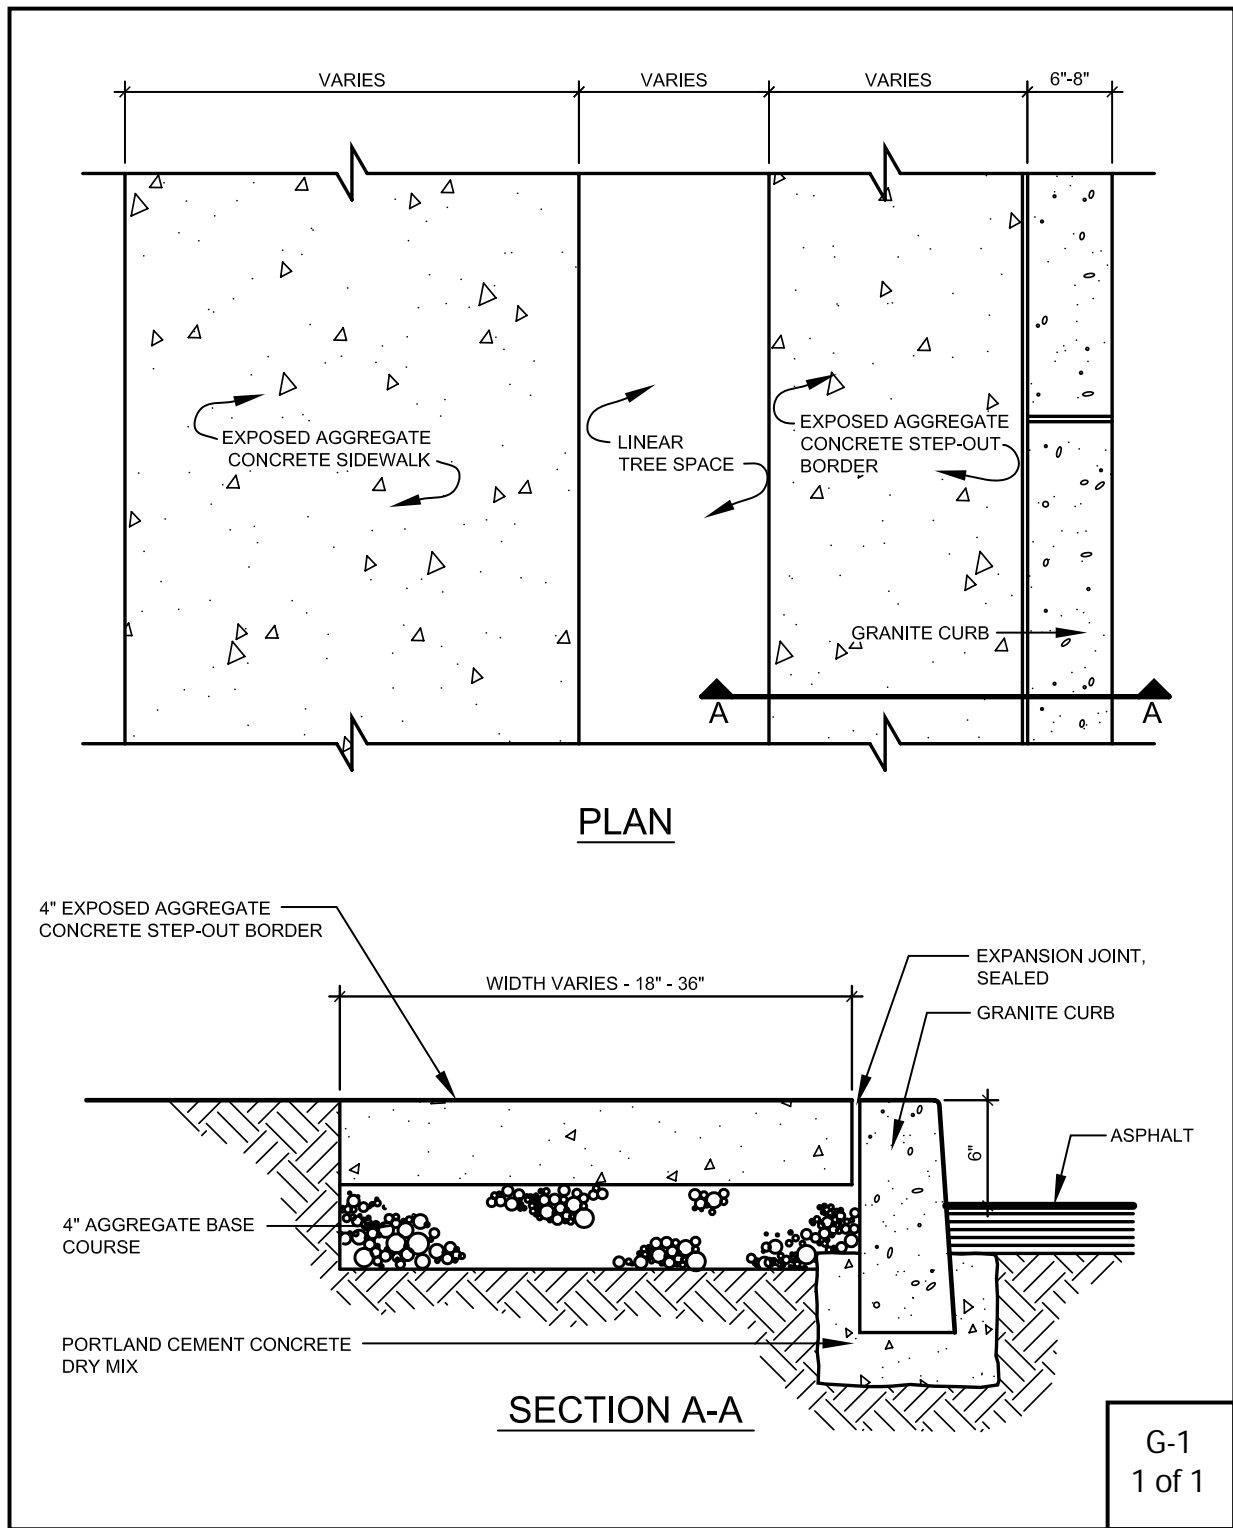 VARIES
VARIES
VARIES
6"-8"
EXPOSED AGGREGATE
CONCRETE SIDEWALK
LINEAR
TREE SPACE
EXPOSED AGGREGATE
CONCRETE STEP-OUT
BORDER
GRANITE CURB
A
A
PLAN
4" EXPOSED AGGREGATE
CONCRETE STEP-OUT BORDER
WIDTH VARIES - 18" - 36"
EXPANSION JOINT,
SEALED
GRANITE CURB
6"
ASPHALT
4" AGGREGATE BASE
COURSE
PORTLAND CEMENT CONCRETE
DRY MIX
SECTION A-A
G-1
1 of 1